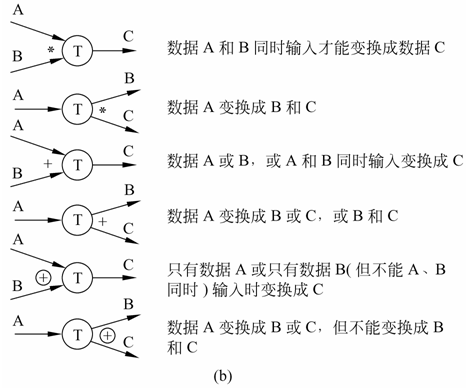 A
B
*
T
C
数据 A 和 B 同时输入才能变换成数据 C
A
T
*
B
C
数据 A 变换成 B 和 C
A
B
+
T
C
数据 A 或 B，或 A 和 B 同时输入变换成 C
A
T
+
B
C
数据 A 变换成 B 或 C，或 B 和 C
A
B
⊕
T
C
只有数据 A 或只有数据 B( 但不能 A 、B
同时 ) 输入时变换成 C
A
T
⊕
B
C
数据 A 变换成 B 或 C，但不能变换成 B
和 C
(b)